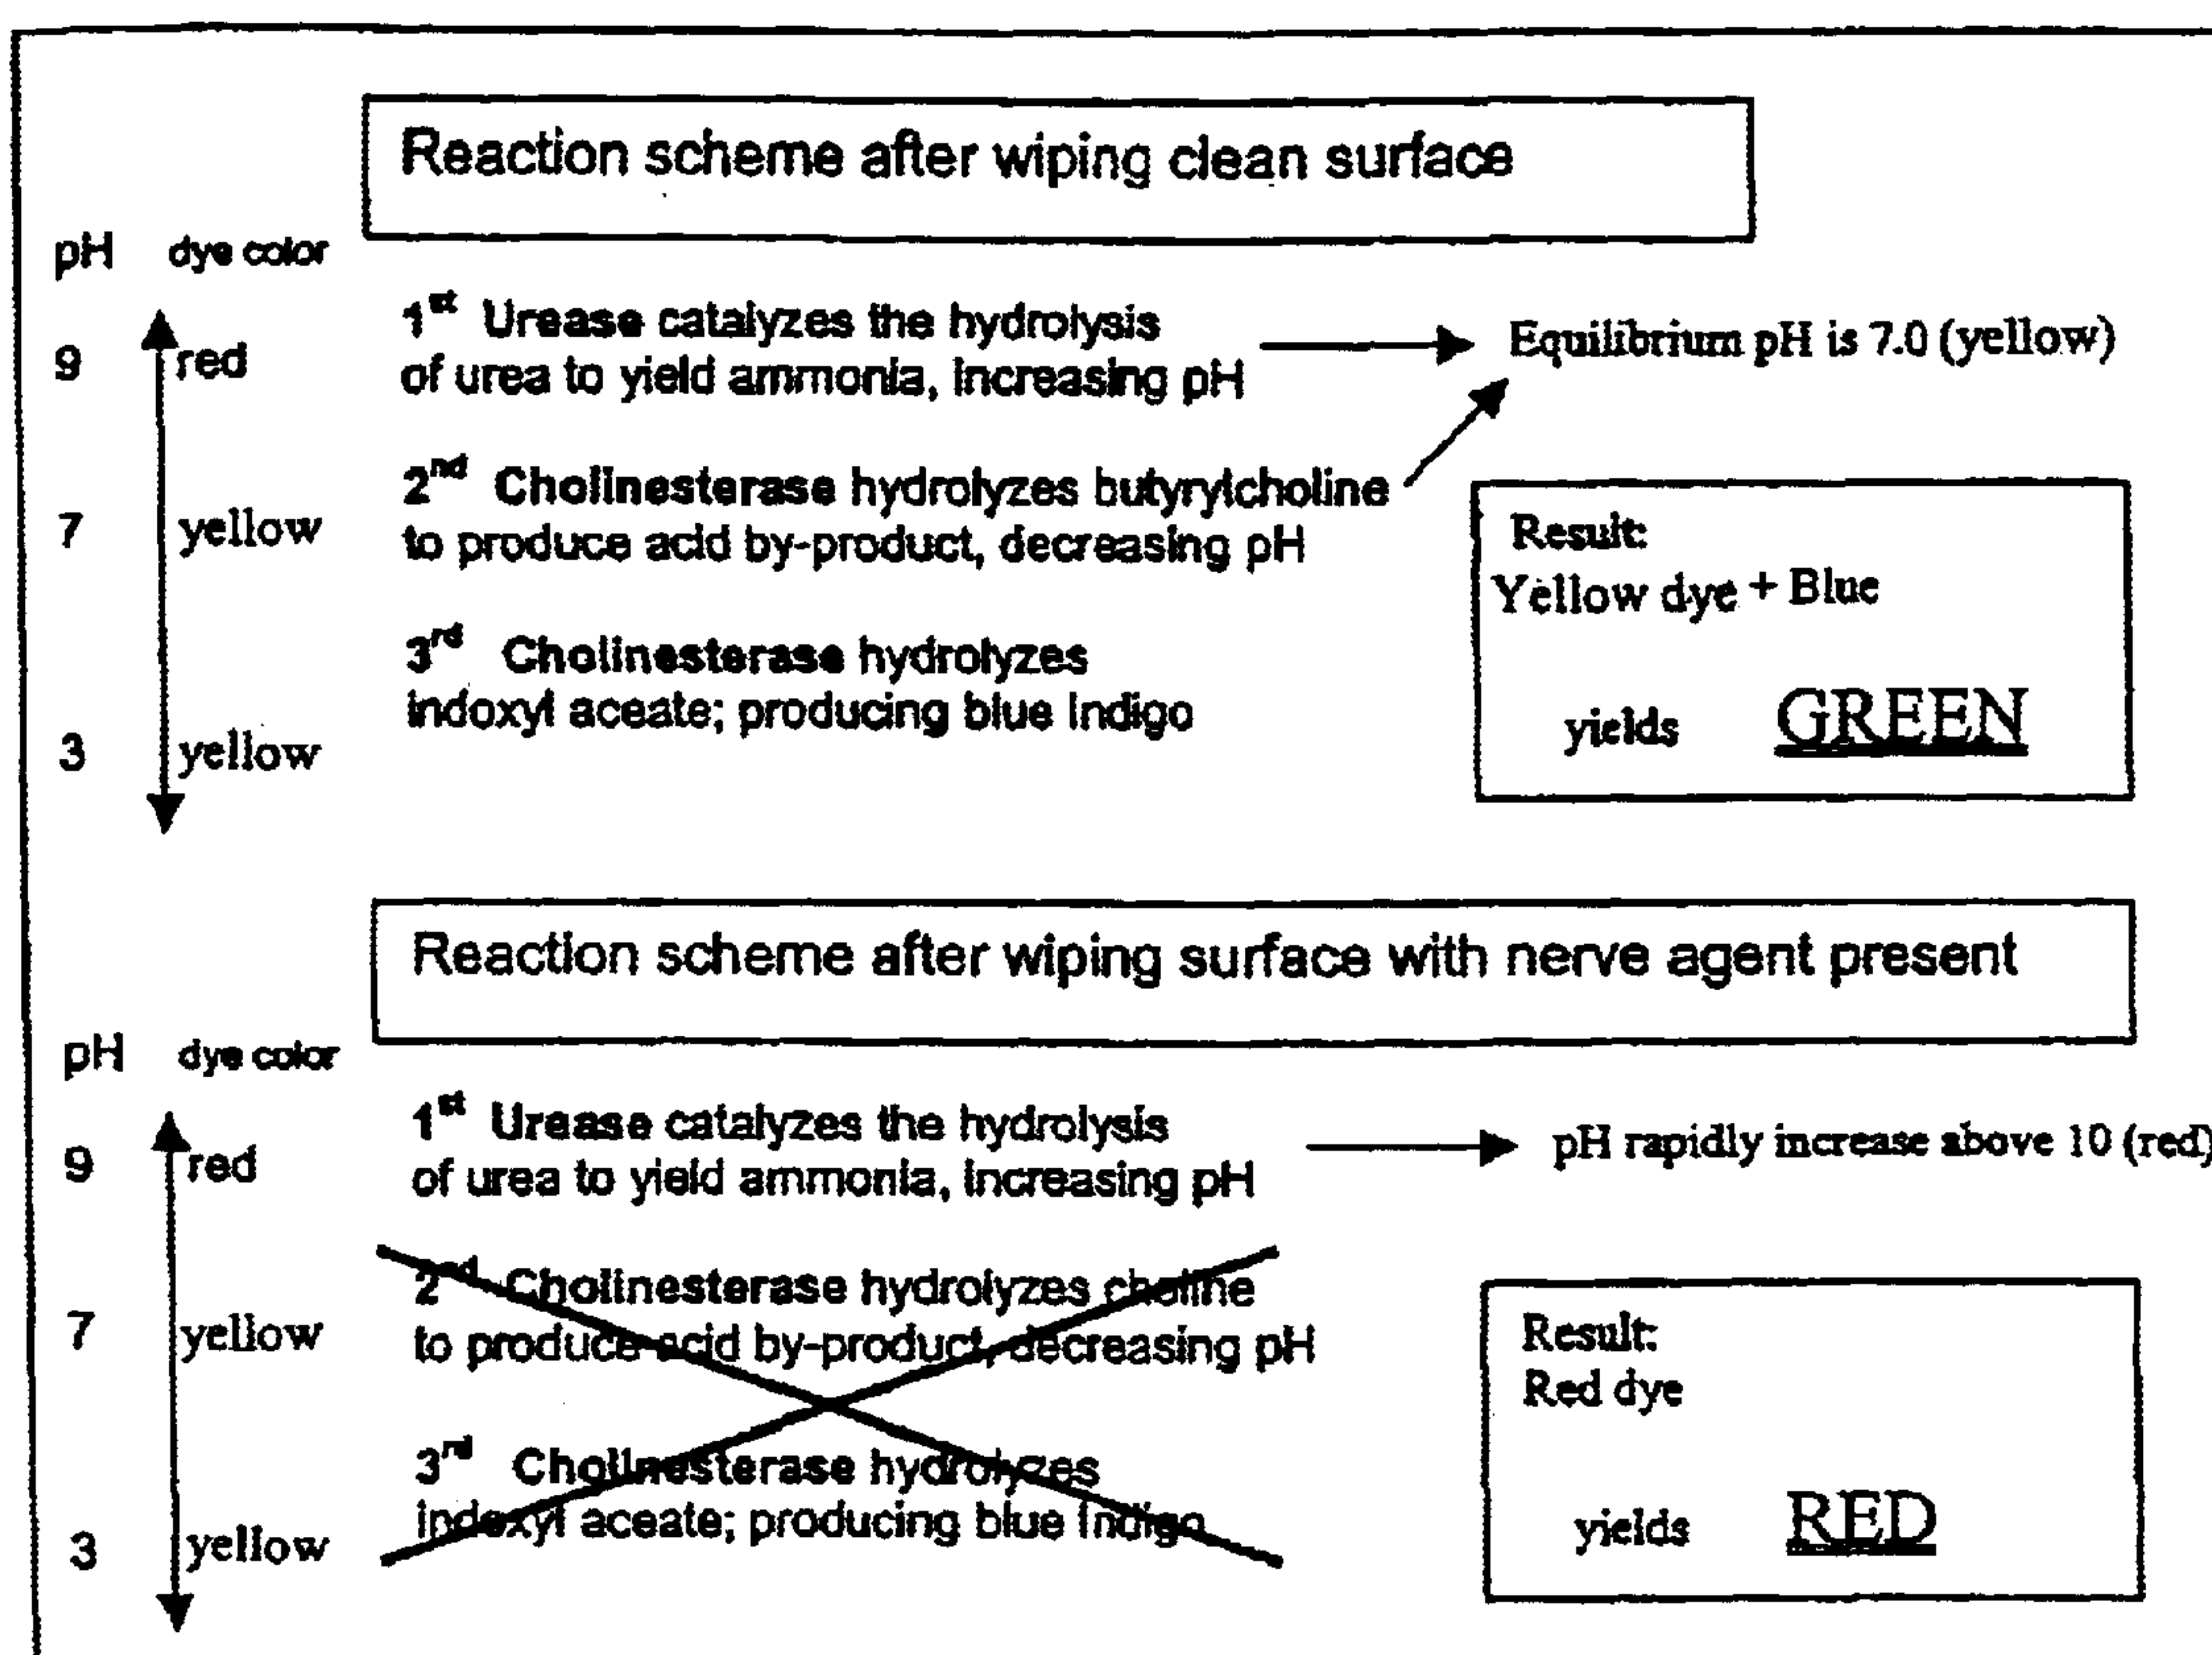 Reaction scheme after wiping clean surface
pH dye color
1st Urease catalyzes the hydrolysis
of urea to yield ammonia, increasing pH
Equilibrium pH is 7.0 (yellow)
9 red
2nd Cholinesterase hydrolyzes butyrylcholine
to produce acid by-product, decreasing pH
7 yellow
Result:
Yellow dye + Blue
3rd Cholinesterase hydrolyzes
indoxyl aceate; producing blue Indigo
yields GREEN
3 yellow
Reaction scheme after wiping surface with nerve agent present
pH dye color
1st Urease catalyzes the hydrolysis
of urea to yield ammonia, increasing pH
pH rapidly increase above 10 (red)
9 red
2nd Cholinesterase hydrolyzes choline
to produce acid by-product, decreasing pH
7 yellow
Result:
Red dye
3rd Cholinesterase hydrolyzes
indoxyl aceate; producing blue Indigo
yields RED
3 yellow